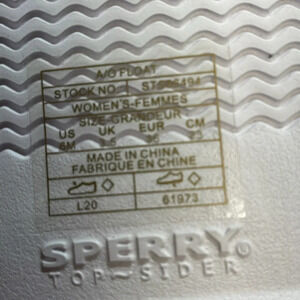 A/O FLOAT
STOCK NO
WOMEN'S-FEMMES
SIZE-GRANDEUR
US UK EUR CM
MADE IN CHINA
FABRIQUE EN CHINE
L20 61973
SPERRY®
TOP~SIDER